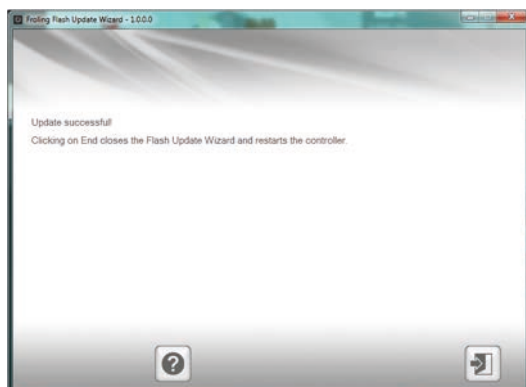 Froling Flash Update Wizard - 1.0.0.0
Update successful!
Clicking on End closes the Flash Update Wizard and restarts the controller.